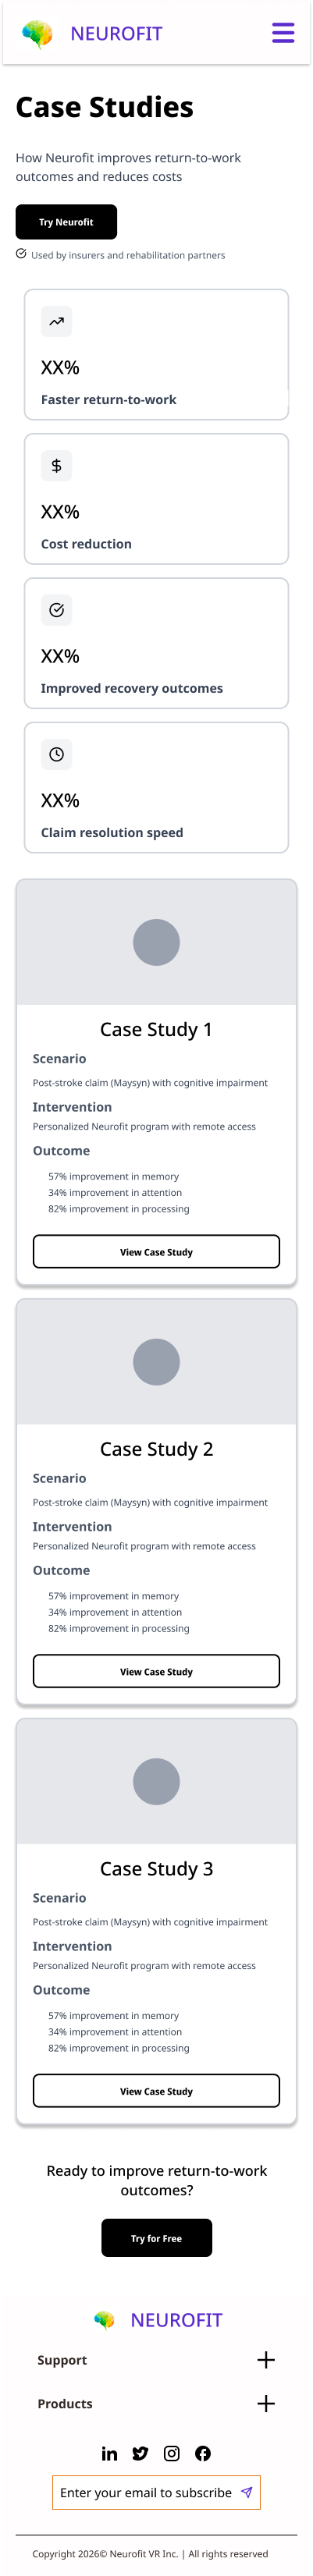 NEUROFIT
Case Studies
How Neurofit improves return-to-work
outcomes and reduces costs
Try Neurofit
Used by insurers and rehabilitation partners
XX%
Faster return-to-work
XX%
Cost reduction
XX%
Improved recovery outcomes
XX%
Claim resolution speed
Case Study 1
Scenario
Post-stroke claim (Maysyn) with cognitive impairment
Intervention
Personalized Neurofit program with remote access
Outcome
57% improvement in memory
34% improvement in attention
82% improvement in processing
View Case Study
Case Study 2
Scenario
Post-stroke claim (Maysyn) with cognitive impairment
Intervention
Personalized Neurofit program with remote access
Outcome
57% improvement in memory
34% improvement in attention
82% improvement in processing
View Case Study
Case Study 3
Scenario
Post-stroke claim (Maysyn) with cognitive impairment
Intervention
Personalized Neurofit program with remote access
Outcome
57% improvement in memory
34% improvement in attention
82% improvement in processing
View Case Study
Ready to improve return-to-work
outcomes?
Try for Free
NEUROFIT
Support
Products
Enter your email to subscribe
Copyright 2026© Neurofit VR Inc. | All rights reserved